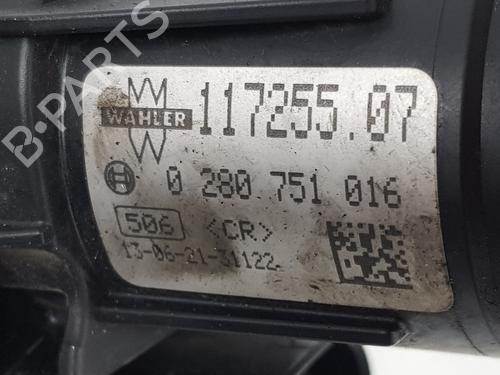 B-PARTS
WAHLER 117255.07
0 280 751 016
506 <CR>
13-06-21-31122